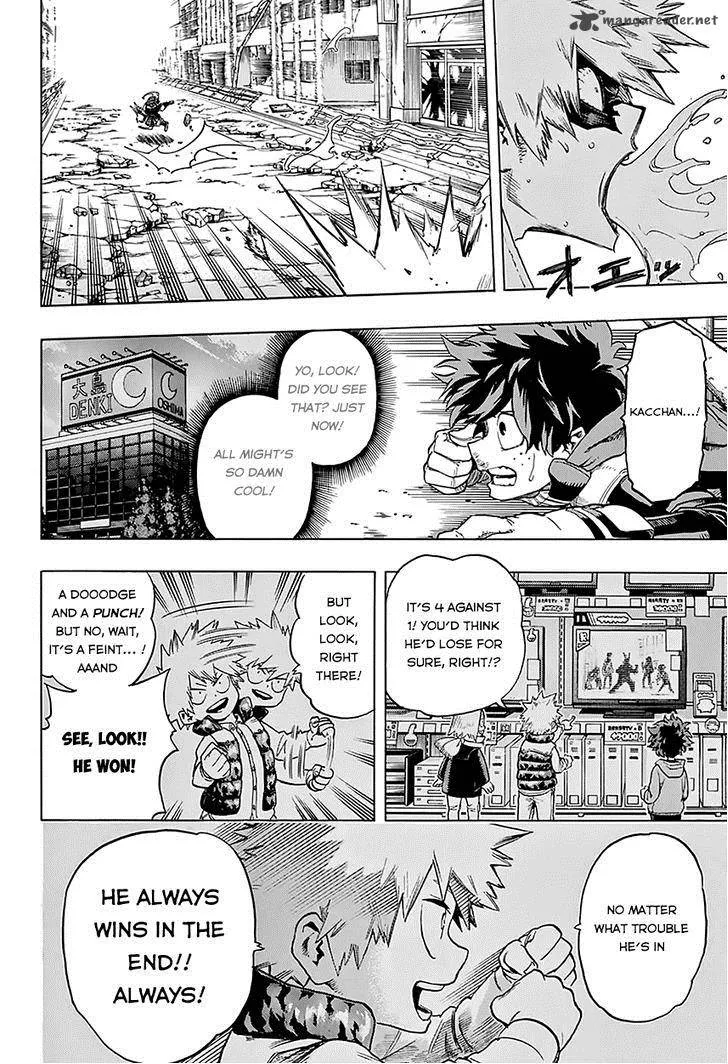 mangareader.net
オエッ
KACCHAN...!
YO, LOOK!
DID YOU SEE
THAT? JUST
NOW!
ALL MIGHT'S
SO DAMN
COOL!
大鳥
DENKI
OSHIMA
IT'S 4 AGAINST
1! YOU'D THINK
HE'D LOSE FOR
SURE, RIGHT!?
BUT
LOOK,
LOOK,
RIGHT
THERE!
A DOOODGE
AND A PUNCH!
BUT NO, WAIT,
IT'S A FEINT... !
AAAND
SEE, LOOK!!
HE WON!
NO MATTER
WHAT TROUBLE
HE'S IN
HE ALWAYS
WINS IN THE
END!!
ALWAYS!